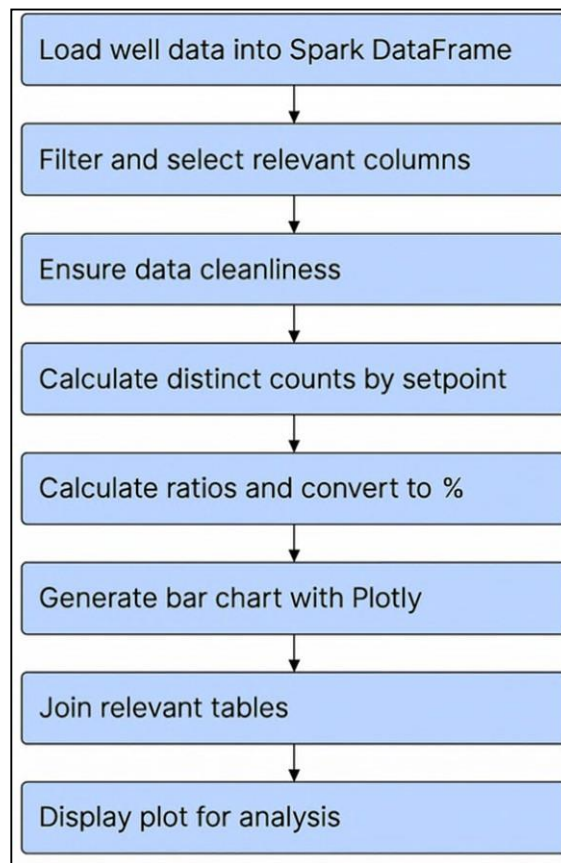 Load well data into Spark DataFrame
Filter and select relevant columns
Ensure data cleanliness
Calculate distinct counts by setpoint
Calculate ratios and convert to %
Generate bar chart with Plotly
Join relevant tables
Display plot for analysis